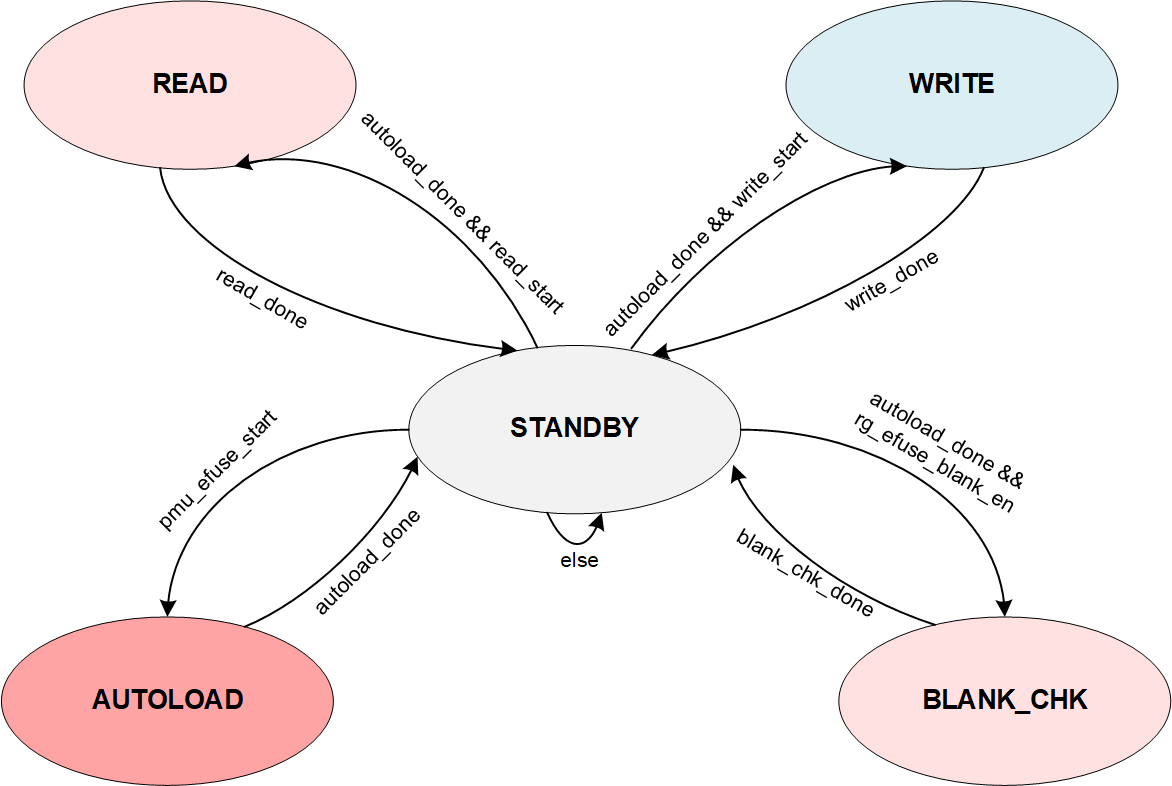 READ
WRITE
autoload_done && read_start
autoload_done && write_start
read_done
write_done
STANDBY
autoload_done &&
rg_efuse_blank_en
pmu_efuse_start
autoload_done
blank_chk_done
else
AUTOLOAD
BLANK_CHK